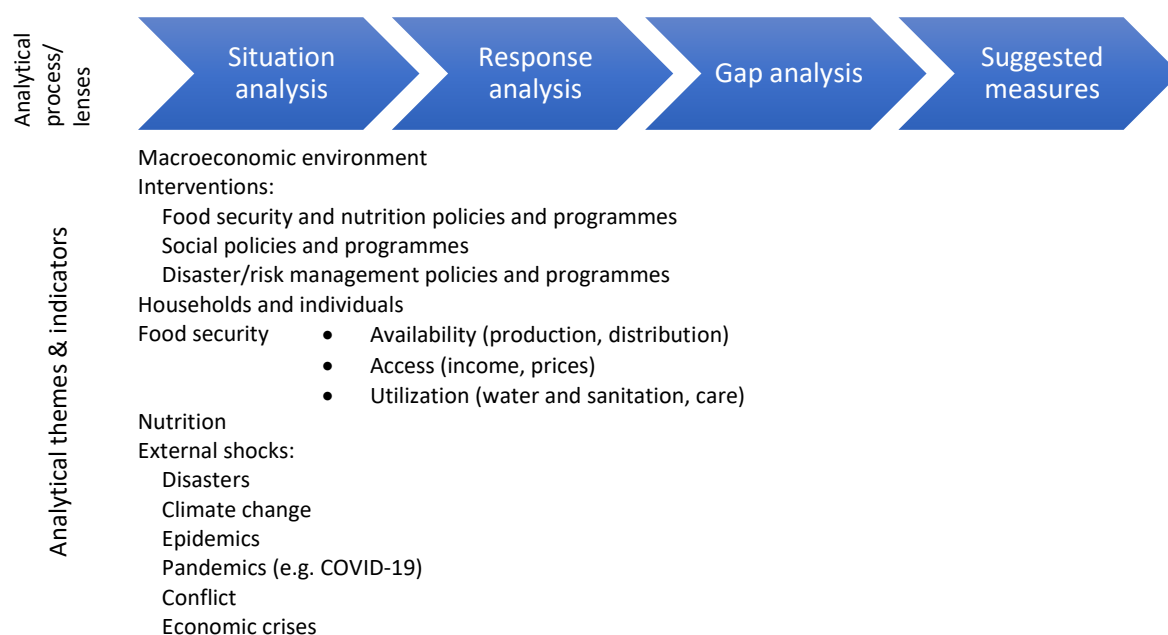 Analytical
process/
lenses
Situation
analysis
Response
analysis
Gap analysis
Suggested
measures
Analytical themes & indicators
Macroeconomic environment
Interventions:
Food security and nutrition policies and programmes
Social policies and programmes
Disaster/risk management policies and programmes
Households and individuals
Food security • Availability (production, distribution)
• Access (income, prices)
• Utilization (water and sanitation, care)
Nutrition
External shocks:
Disasters
Climate change
Epidemics
Pandemics (e.g. COVID-19)
Conflict
Economic crises